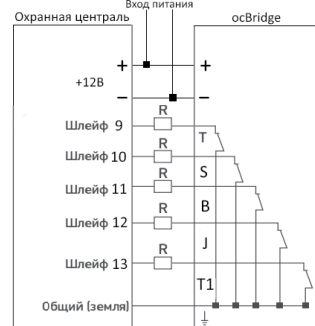 Вход питания
Охранная централь
ocBridge
+ +
+12В
− −
R
Шлейф 9
T
R
Шлейф 10
S
R
Шлейф 11
B
R
Шлейф 12
J
R
Шлейф 13
T1
Общий (земля)